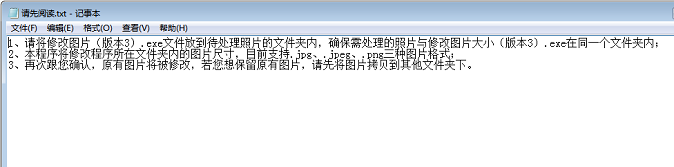 请先阅读.txt - 记事本
文件(F) 编辑(E) 格式(O) 查看(V) 帮助(H)
1、请将修改图片（版本3）.exe文件放到待处理照片的文件夹内，确保需处理的照片与修改图片大小（版本3）.exe在同一个文件夹内；
2、本程序将修改程序所在文件夹内的图片尺寸，目前支持.jpg、.jpeg、.png三种图片格式；
3、再次跟您确认，原有图片将被修改，若您想保留原有图片，请先将图片拷贝到其他文件夹下。